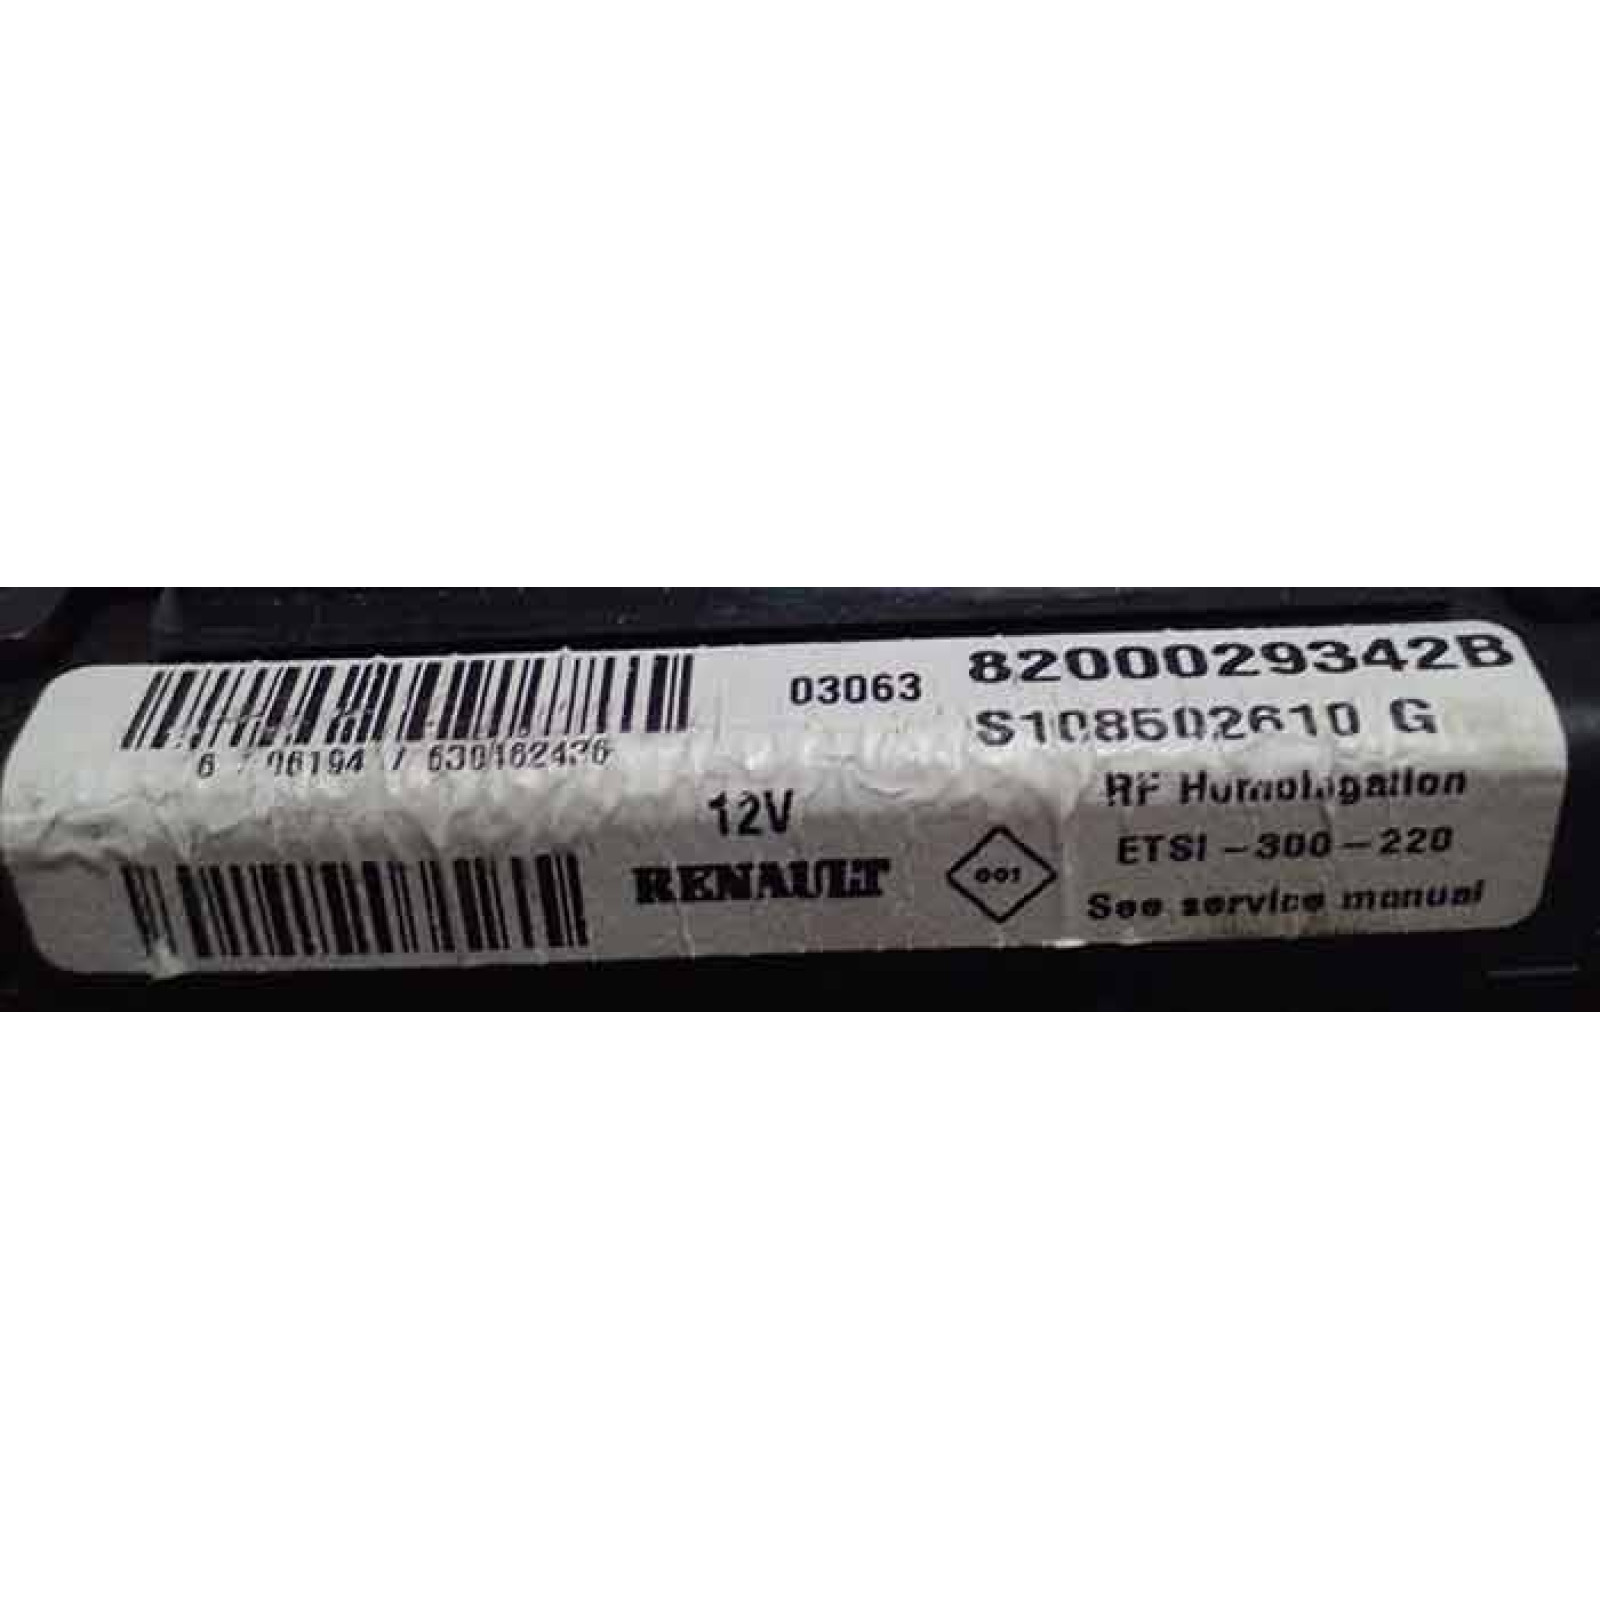 03063 8200029342B
S108502610 G
12V
RF Homologation
ETSI-300-220
RENAULT
001
See service manual